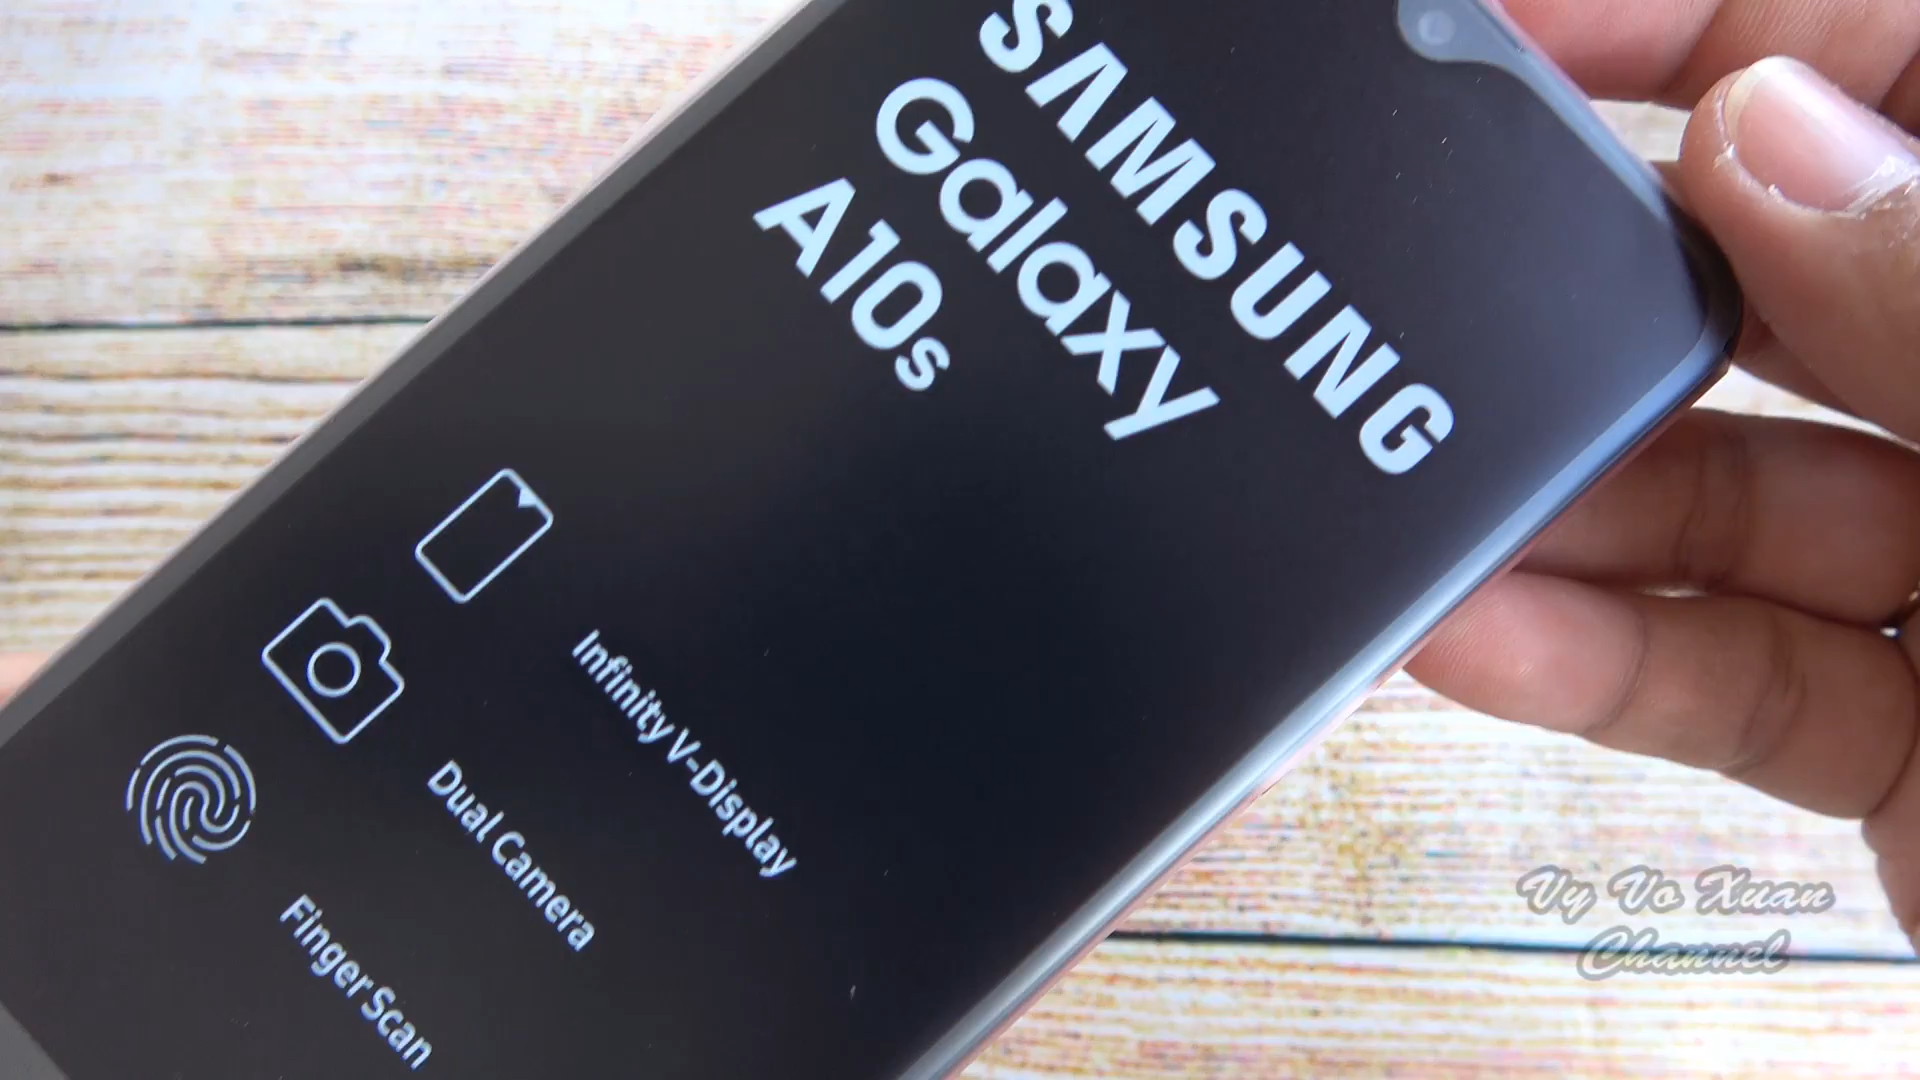 SAMSUNG
Galaxy
A10s
Infinity V-Display
Dual Camera
Finger Scan
Vy Vo Xuan
Channel